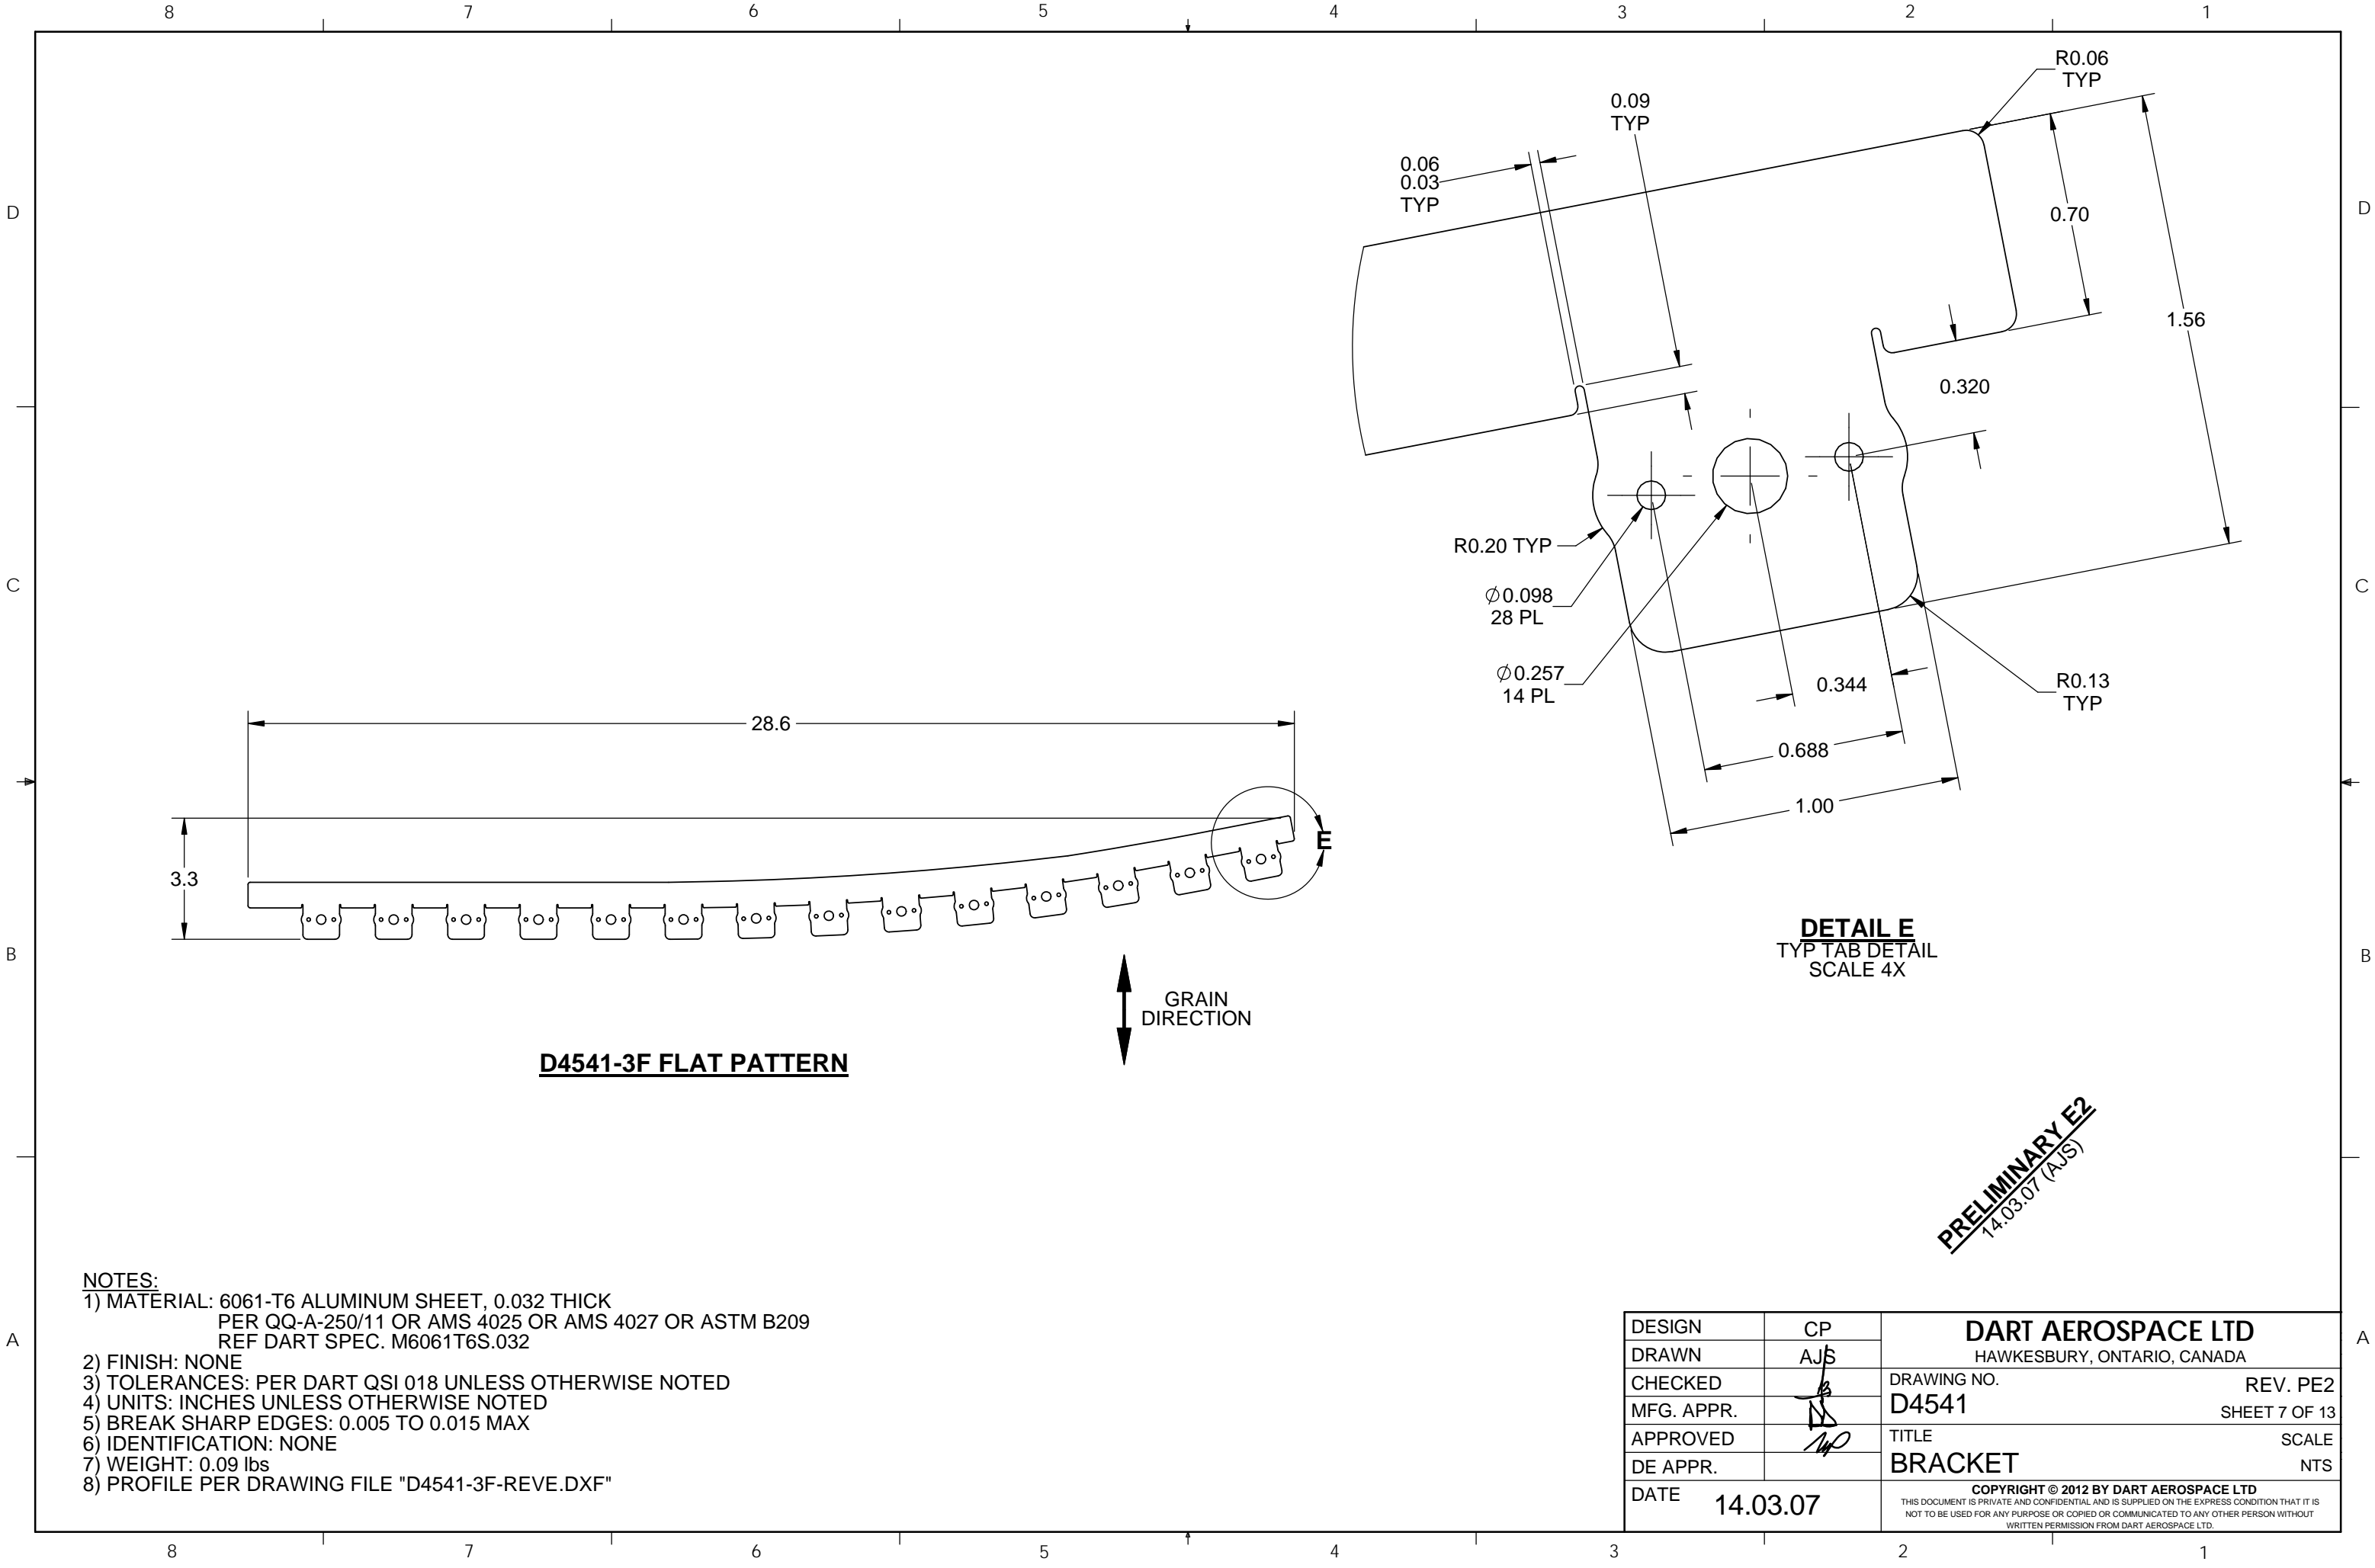 8 7 6 5 4 3 2 1
D
D
C
C
B
B
A
A
R0.06
TYP
0.09
TYP
0.06
0.03
TYP
0.70
1.56
0.320
R0.20 TYP
∅0.098
28 PL
∅0.257
14 PL
0.344
R0.13
TYP
0.688
1.00
28.6
3.3
E
DETAIL E
TYP TAB DETAIL
SCALE 4X
GRAIN
DIRECTION
D4541-3F FLAT PATTERN
PRELIMINARY E2
14.03.07 (AJS)
NOTES:
1) MATERIAL: 6061-T6 ALUMINUM SHEET, 0.032 THICK
PER QQ-A-250/11 OR AMS 4025 OR AMS 4027 OR ASTM B209
REF DART SPEC. M6061T6S.032
2) FINISH: NONE
3) TOLERANCES: PER DART QSI 018 UNLESS OTHERWISE NOTED
4) UNITS: INCHES UNLESS OTHERWISE NOTED
5) BREAK SHARP EDGES: 0.005 TO 0.015 MAX
6) IDENTIFICATION: NONE
7) WEIGHT: 0.09 lbs
8) PROFILE PER DRAWING FILE "D4541-3F-REVE.DXF"
DESIGN CP
DRAWN AJS
CHECKED
MFG. APPR.
APPROVED
DE APPR.
DATE 14.03.07
DART AEROSPACE LTD
HAWKESBURY, ONTARIO, CANADA
DRAWING NO. REV. PE2
D4541 SHEET 7 OF 13
TITLE SCALE
BRACKET NTS
COPYRIGHT © 2012 BY DART AEROSPACE LTD
THIS DOCUMENT IS PRIVATE AND CONFIDENTIAL AND IS SUPPLIED ON THE EXPRESS CONDITION THAT IT IS
NOT TO BE USED FOR ANY PURPOSE OR COPIED OR COMMUNICATED TO ANY OTHER PERSON WITHOUT
WRITTEN PERMISSION FROM DART AEROSPACE LTD.
8 7 6 5 4 3 2 1